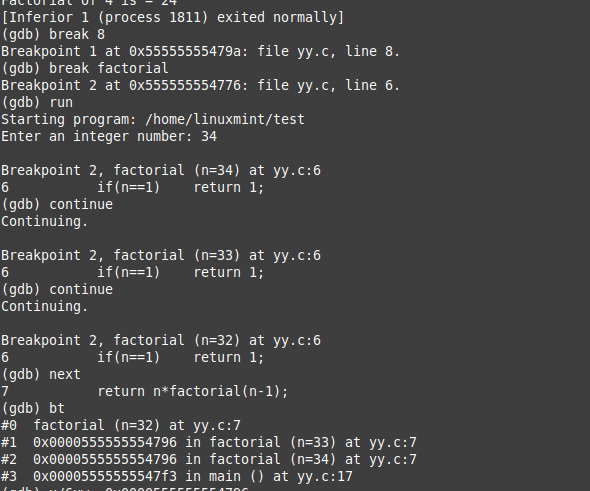 Factorial of 4 is = 24
[Inferior 1 (process 1811) exited normally]
(gdb) break 8
Breakpoint 1 at 0x55555555479a: file yy.c, line 8.
(gdb) break factorial
Breakpoint 2 at 0x555555554776: file yy.c, line 6.
(gdb) run
Starting program: /home/linuxmint/test
Enter an integer number: 34
Breakpoint 2, factorial (n=34) at yy.c:6
6           if(n==1)    return 1;
(gdb) continue
Continuing.
Breakpoint 2, factorial (n=33) at yy.c:6
6           if(n==1)    return 1;
(gdb) continue
Continuing.
Breakpoint 2, factorial (n=32) at yy.c:6
6           if(n==1)    return 1;
(gdb) next
7           return n*factorial(n-1);
(gdb) bt
#0  factorial (n=32) at yy.c:7
#1  0x0000555555554796 in factorial (n=33) at yy.c:7
#2  0x0000555555554796 in factorial (n=34) at yy.c:7
#3  0x00005555555547f3 in main () at yy.c:17
(gdb)